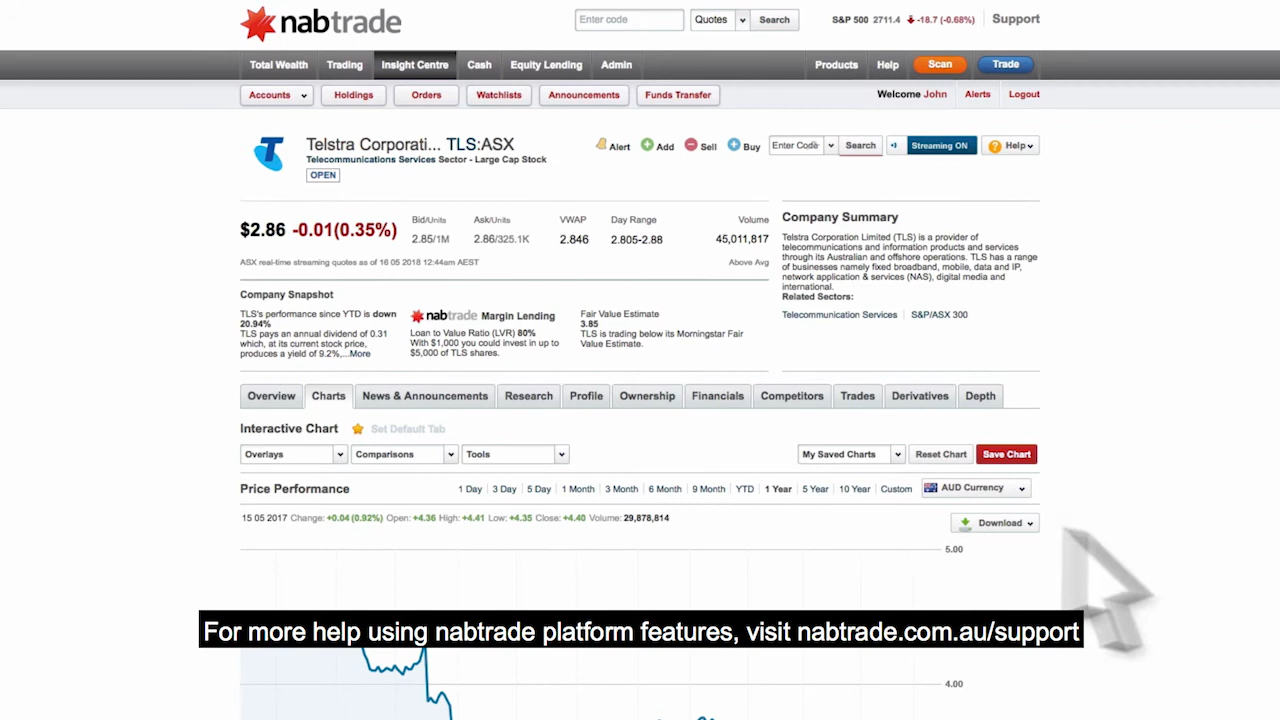 nabtrade
Enter code
Quotes
Search
S&P 500 2711.4 -18.7 (-0.68%)
Support
Total Wealth
Trading
Insight Centre
Cash
Equity Lending
Admin
Products
Help
Scan
Trade
Accounts
Holdings
Orders
Watchlists
Announcements
Funds Transfer
Welcome John
Alerts
Logout
Telstra Corporati... TLS:ASX
Telecommunications Services Sector - Large Cap Stock
OPEN
Alert
Add
Sell
Buy
Enter Code
Search
Streaming ON
Help
$2.86 -0.01(0.35%)
Bid/Units
2.85/1M
Ask/Units
2.86/325.1K
VWAP
2.846
Day Range
2.805-2.88
Volume
45,011,817
ASX real-time streaming quotes as of 16 05 2018 12:44am AEST
Above Avg
Company Summary
Telstra Corporation Limited (TLS) is a provider of
telecommunications and information products and services
through its Australian and offshore operations. TLS has a range
of businesses namely fixed broadband, mobile, data and IP,
network application & services (NAS), digital media and
international.
Related Sectors:
Telecommunication Services
S&P/ASX 300
Company Snapshot
TLS's performance since YTD is down
20.94%
TLS pays an annual dividend of 0.31
which, at its current stock price,
produces a yield of 9.2%,...More
nabtrade Margin Lending
Loan to Value Ratio (LVR) 80%
With $1,000 you could invest in up to
$5,000 of TLS shares.
Fair Value Estimate
3.85
TLS is trading below its Morningstar Fair
Value Estimate.
Overview
Charts
News & Announcements
Research
Profile
Ownership
Financials
Competitors
Trades
Derivatives
Depth
Interactive Chart
Set Default Tab
Overlays
Comparisons
Tools
My Saved Charts
Reset Chart
Save Chart
Price Performance
1 Day
3 Day
5 Day
1 Month
3 Month
6 Month
9 Month
YTD
1 Year
5 Year
10 Year
Custom
AUD Currency
15 05 2017 Change: +0.04 (0.92%) Open: +4.36 High: +4.41 Low: +4.35 Close: +4.40 Volume: 29,878,814
Download
5.00
For more help using nabtrade platform features, visit nabtrade.com.au/support
4.00